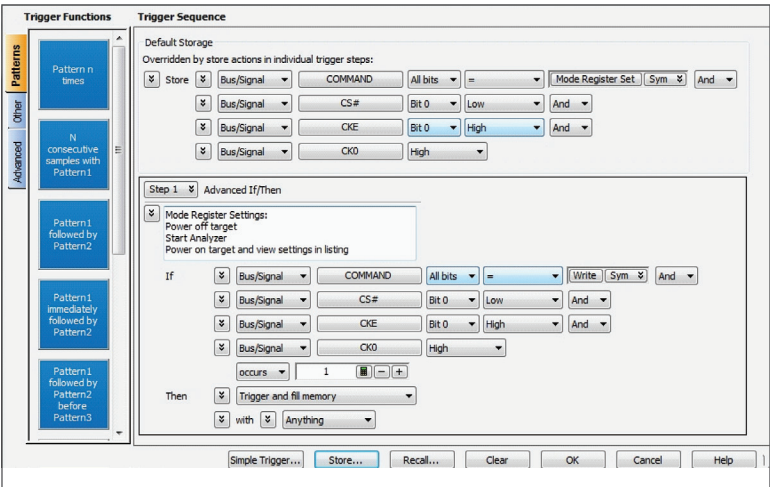 Trigger Functions
Trigger Sequence
Patterns
Other
Advanced
Pattern n
times
N
consecutive
samples with
Pattern1
Pattern1
followed by
Pattern2
Pattern1
immediately
followed by
Pattern2
Pattern1
followed by
Pattern2
before
Pattern3
Default Storage
Overridden by store actions in individual trigger steps:
Store Bus/Signal COMMAND All bits = Mode Register Set Sym And
Bus/Signal CS# Bit 0 Low And
Bus/Signal CKE Bit 0 High And
Bus/Signal CK0 High
Step 1 Advanced If/Then
Mode Register Settings:
Power off target
Start Analyzer
Power on target and view settings in listing
If Bus/Signal COMMAND All bits = Write Sym And
Bus/Signal CS# Bit 0 Low And
Bus/Signal CKE Bit 0 High And
Bus/Signal CK0 High
occurs 1 - +
Then Trigger and fill memory
with Anything
Simple Trigger... Store... Recall... Clear OK Cancel Help